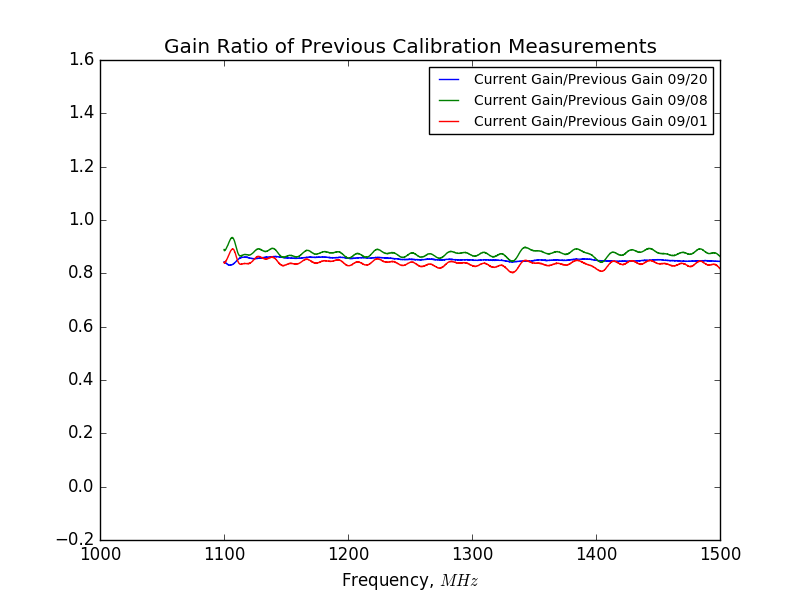 Gain Ratio of Previous Calibration Measurements
1.6
Current Gain/Previous Gain 09/20
Current Gain/Previous Gain 09/08
Current Gain/Previous Gain 09/01
1.4
1.2
1.0
0.8
0.6
0.4
0.2
0.0
−0.2
1000 1100 1200 1300 1400 1500
Frequency, MHz